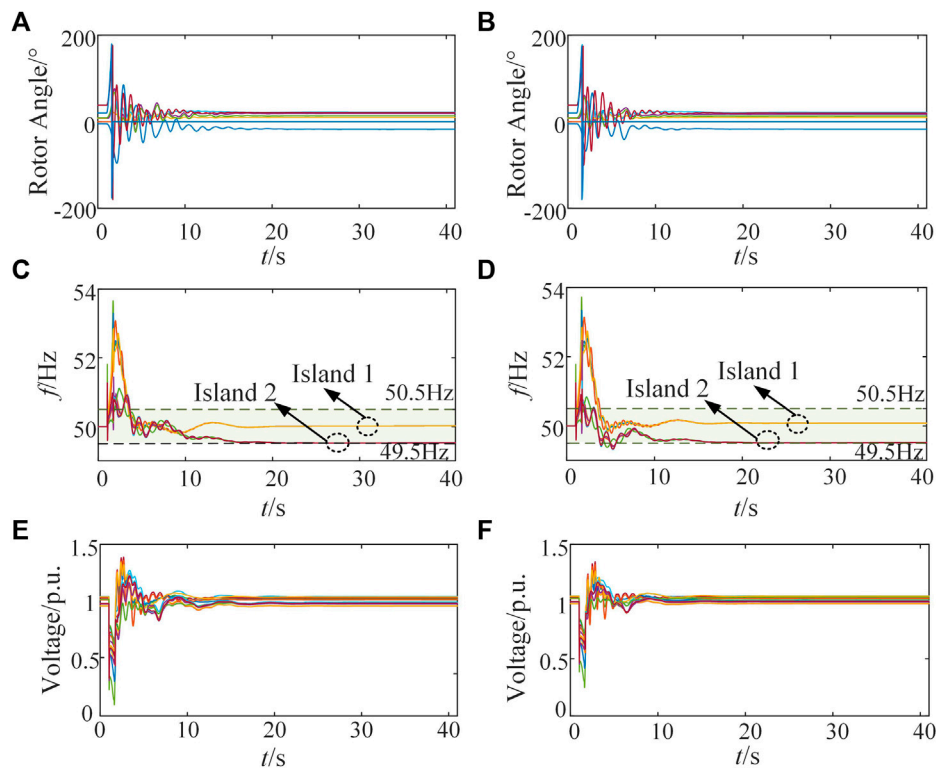 A
200
0
-200
Rotor Angle/°
0
10
20
30
40
t/s
B
200
0
-200
Rotor Angle/°
0
10
20
30
40
t/s
C
54
52
50
f/Hz
Island 1
Island 2
50.5Hz
49.5Hz
0
10
20
30
40
t/s
D
54
52
50
f/Hz
Island 1
Island 2
50.5Hz
49.5Hz
0
10
20
30
40
t/s
E
1.5
1
0.5
0
Voltage/p.u.
0
10
20
30
40
t/s
F
1.5
1
0.5
0
Voltage/p.u.
0
10
20
30
40
t/s